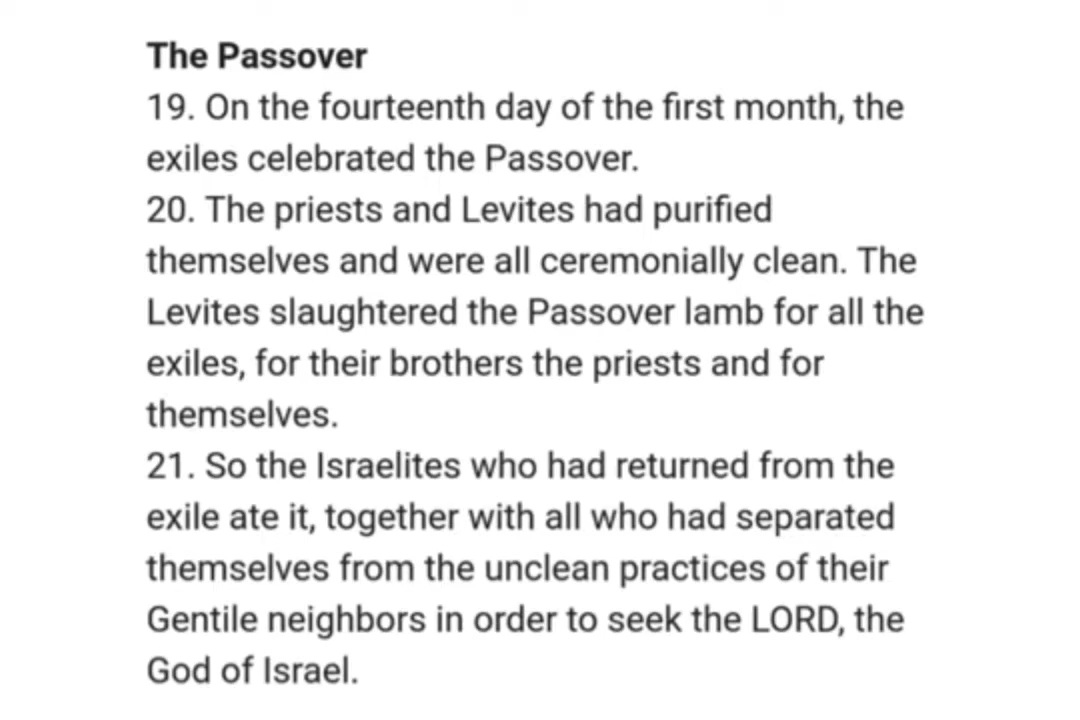 The Passover
19. On the fourteenth day of the first month, the
exiles celebrated the Passover.
20. The priests and Levites had purified
themselves and were all ceremonially clean. The
Levites slaughtered the Passover lamb for all the
exiles, for their brothers the priests and for
themselves.
21. So the Israelites who had returned from the
exile ate it, together with all who had separated
themselves from the unclean practices of their
Gentile neighbors in order to seek the LORD, the
God of Israel.